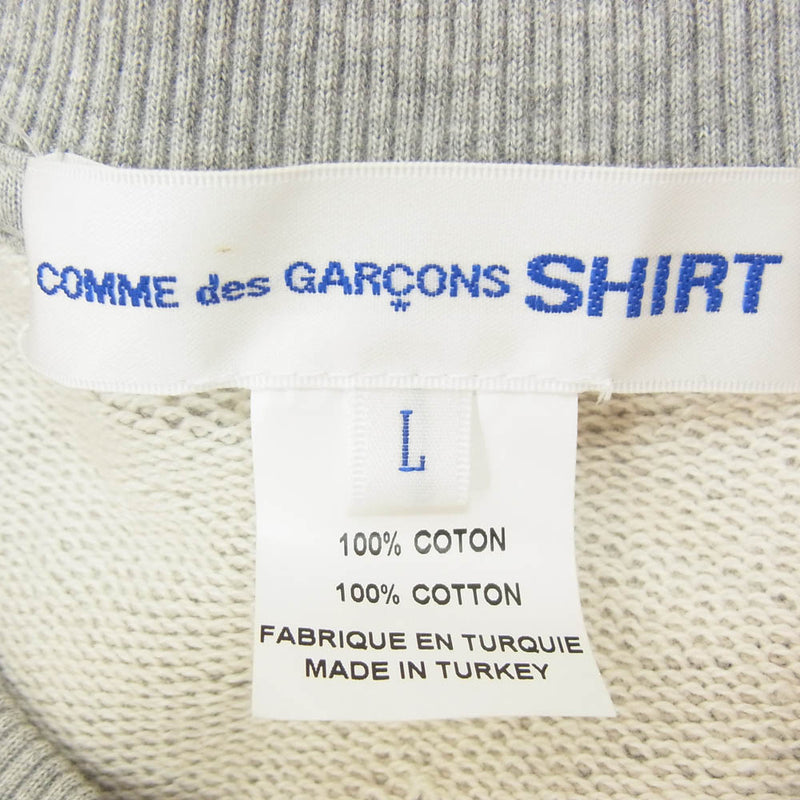 COMME des GARÇONS SHIRT
L
100% COTON
100% COTTON
FABRIQUE EN TURQUIE
MADE IN TURKEY